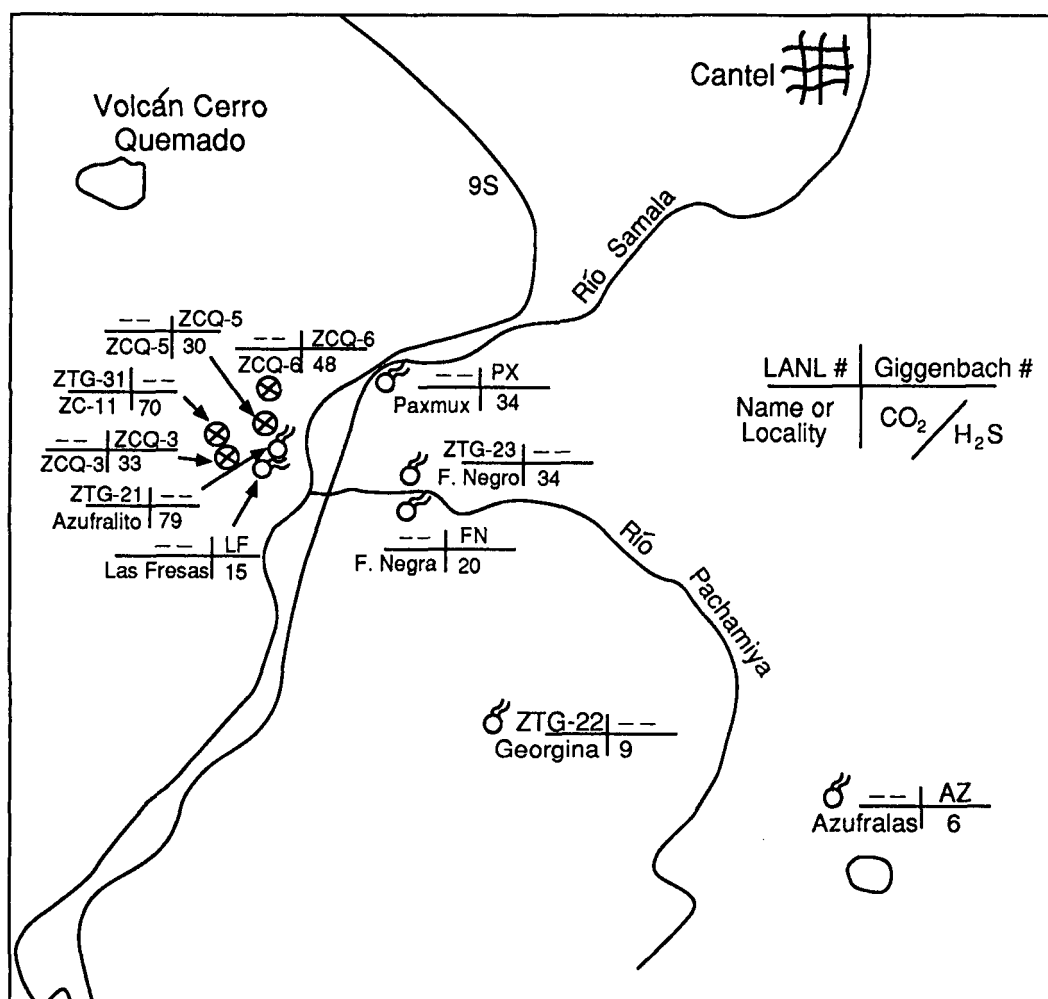 Cantel
Volcán Cerro
Quemado
9S
Río Samala
-- | ZCQ-5
ZCQ-5 | 30
-- | ZCQ-6
ZCQ-6 | 48
ZTG-31 | --
ZC-11 | 70
-- | PX
Paxmux | 34
LANL # | Giggenbach #
Name or
Locality | CO₂/H₂S
-- | ZCQ-3
ZCQ-3 | 33
ZTG-23 | --
F. Negro | 34
ZTG-21 | --
Azufralito | 79
-- | LF
Las Fresas | 15
-- | FN
F. Negra | 20
Río Pachamiya
ZTG-22 | --
Georgina | 9
-- | AZ
Azufralas | 6